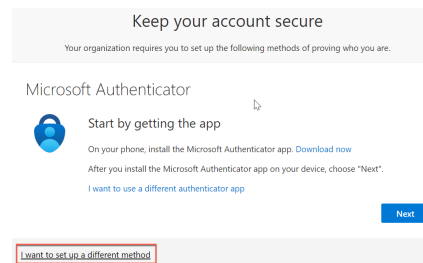 Keep your account secure
Your organization requires you to set up the following methods of proving who you are.
Microsoft Authenticator
Start by getting the app
On your phone, install the Microsoft Authenticator app. Download now
After you install the Microsoft Authenticator app on your device, choose "Next".
I want to use a different authenticator app
Next
I want to set up a different method